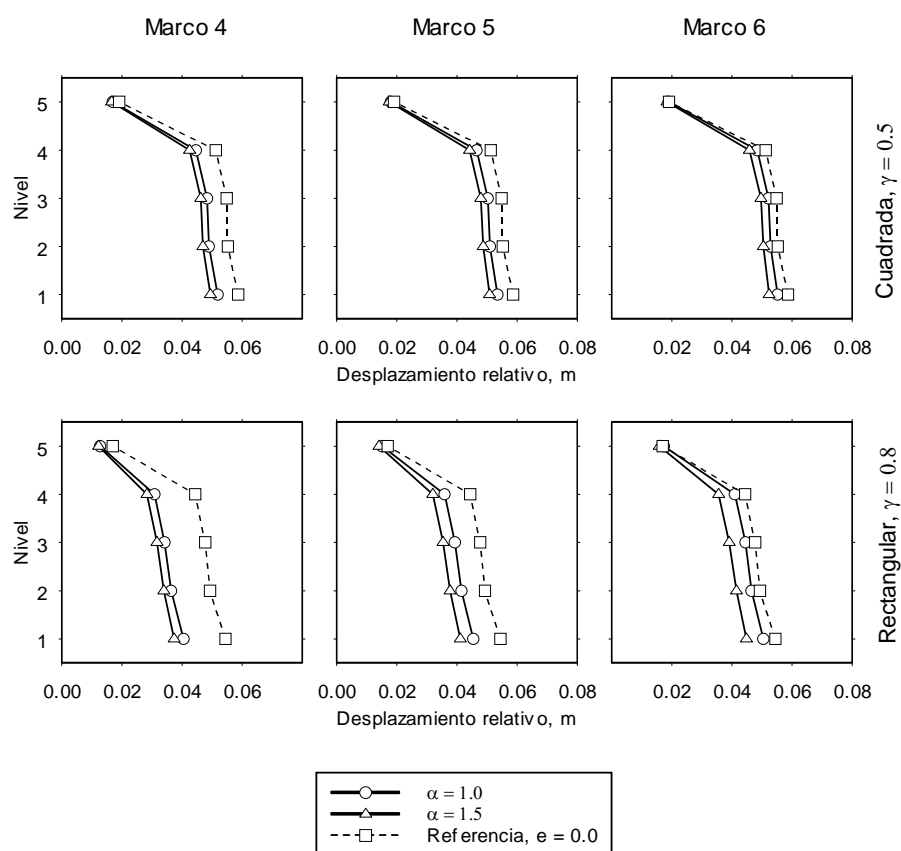 Marco 4 Marco 5 Marco 6
5
4
3
2
1
Nivel
0.00 0.02 0.04 0.06 0.00 0.02 0.04 0.06 0.08 0.02 0.04 0.06 0.08
Desplazamiento relativo, m
Cuadrada, γ = 0.5
5
4
3
2
1
Nivel
0.00 0.02 0.04 0.06 0.00 0.02 0.04 0.06 0.08 0.02 0.04 0.06 0.08
Desplazamiento relativo, m
Rectangular, γ = 0.8
α = 1.0
α = 1.5
Referencia, e = 0.0